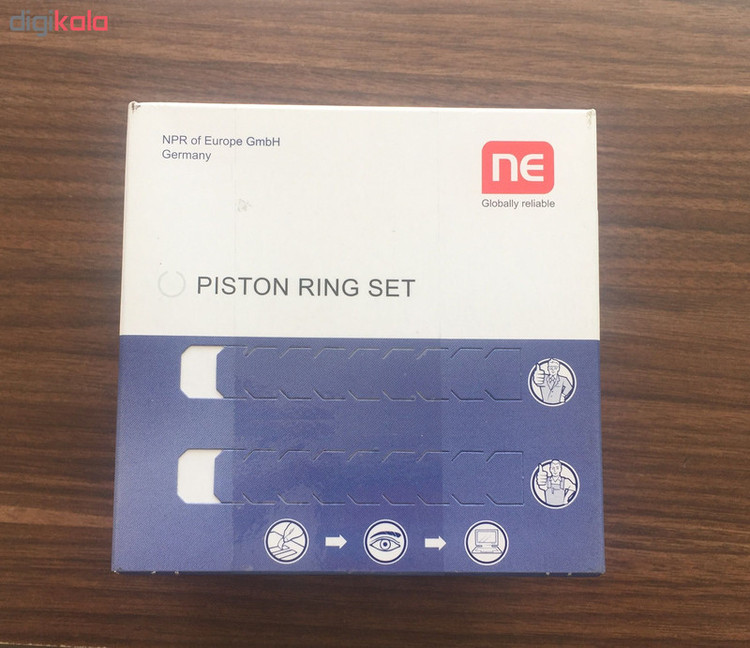 digikala
NPR of Europe GmbH
Germany
NE
Globally reliable
PISTON RING SET